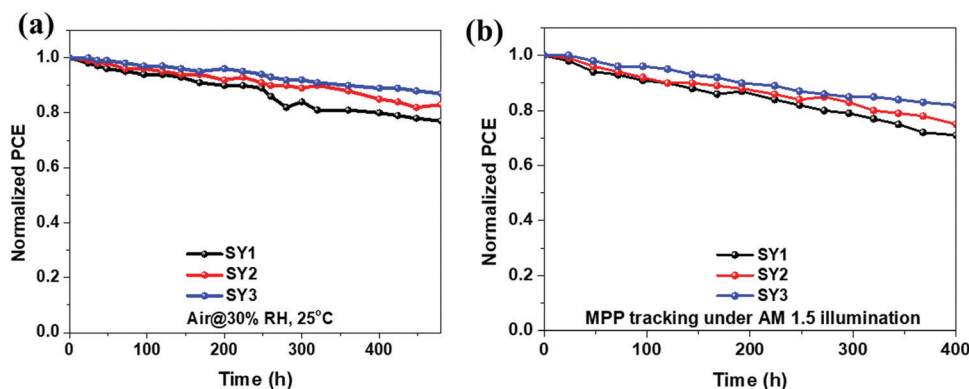 (a)
Normalized PCE
1.0
0.8
0.6
0.4
0.2
0.0
SY1
SY2
SY3
Air@30% RH, 25°C
0 100 200 300 400
Time (h)
(b)
Normalized PCE
1.0
0.8
0.6
0.4
0.2
0.0
SY1
SY2
SY3
MPP tracking under AM 1.5 illumination
0 100 200 300 400
Time (h)